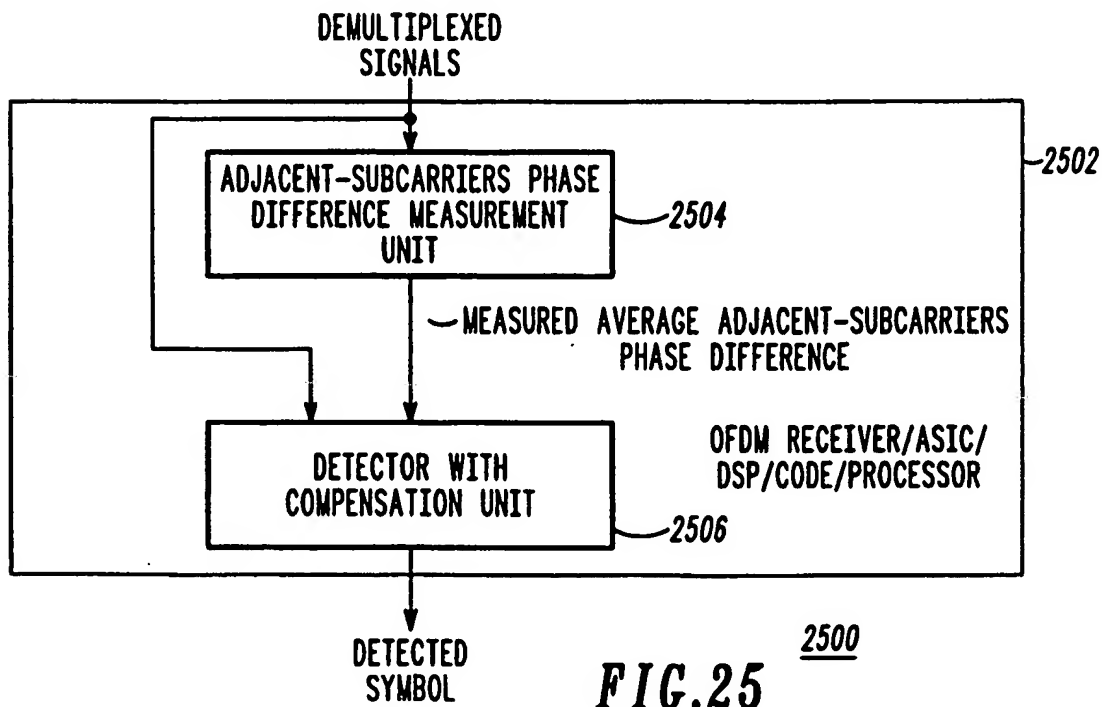 DEMULTIPLEXED
SIGNALS
2502
ADJACENT-SUBCARRIERS PHASE
DIFFERENCE MEASUREMENT
UNIT
2504
MEASURED AVERAGE ADJACENT-SUBCARRIERS
PHASE DIFFERENCE
DETECTOR WITH
COMPENSATION UNIT
2506
OFDM RECEIVER/ASIC/
DSP/CODE/PROCESSOR
DETECTED
SYMBOL
2500
FIG.25